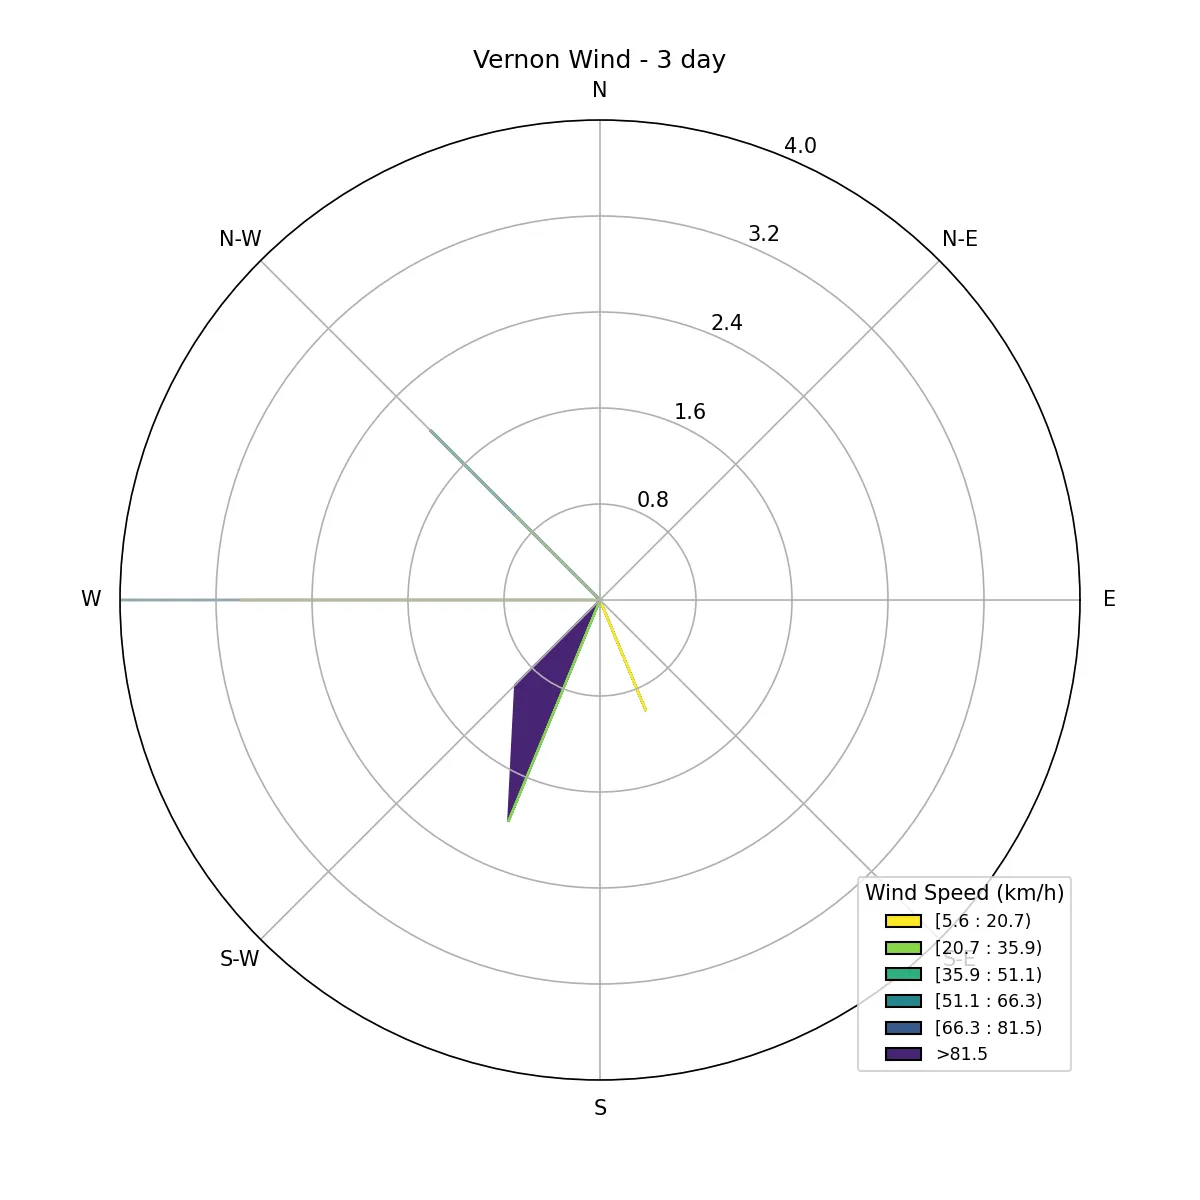 Vernon Wind - 3 day
N
4.0
N-W
3.2
N-E
2.4
1.6
0.8
W
E
Wind Speed (km/h)
[5.6 : 20.7)
[20.7 : 35.9)
S-W
S-E
[35.9 : 51.1)
[51.1 : 66.3)
[66.3 : 81.5)
>81.5
S